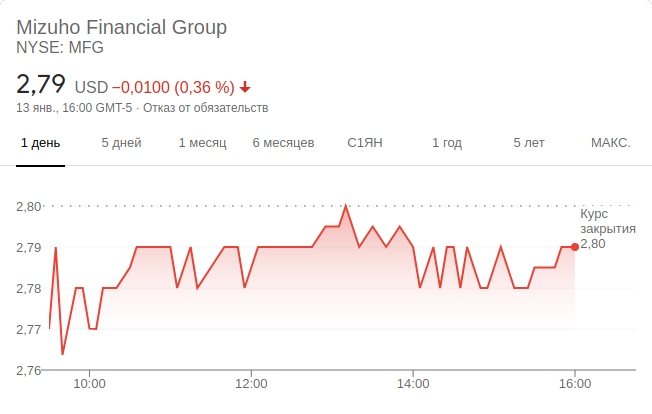 Mizuho Financial Group
NYSE: MFG
2,79 USD −0,0100 (0,36 %)
13 янв., 16:00 GMT-5 · Отказ от обязательств
1 день 5 дней 1 месяц 6 месяцев С1ЯН 1 год 5 лет МАКС.
2,80
Курс
закрытия
2,80
2,79
2,78
2,77
2,76
10:00 12:00 14:00 16:00